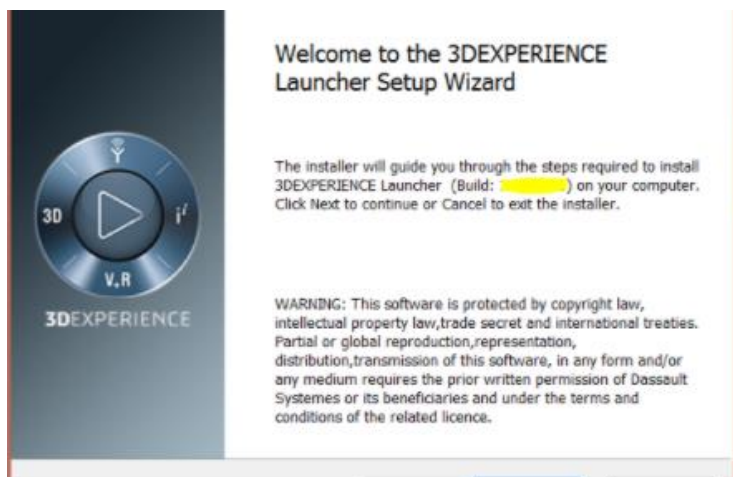 Welcome to the 3DEXPERIENCE
Launcher Setup Wizard
The installer will guide you through the steps required to install
3DEXPERIENCE Launcher (Build: ) on your computer.
Click Next to continue or Cancel to exit the installer.
3D
i
V.R
3DEXPERIENCE
WARNING: This software is protected by copyright law,
intellectual property law,trade secret and international treaties.
Partial or global reproduction,representation,
distribution,transmission of this software, in any form and/or
any medium requires the prior written permission of Dassault
Systemes or its beneficiaries and under the terms and
conditions of the related licence.